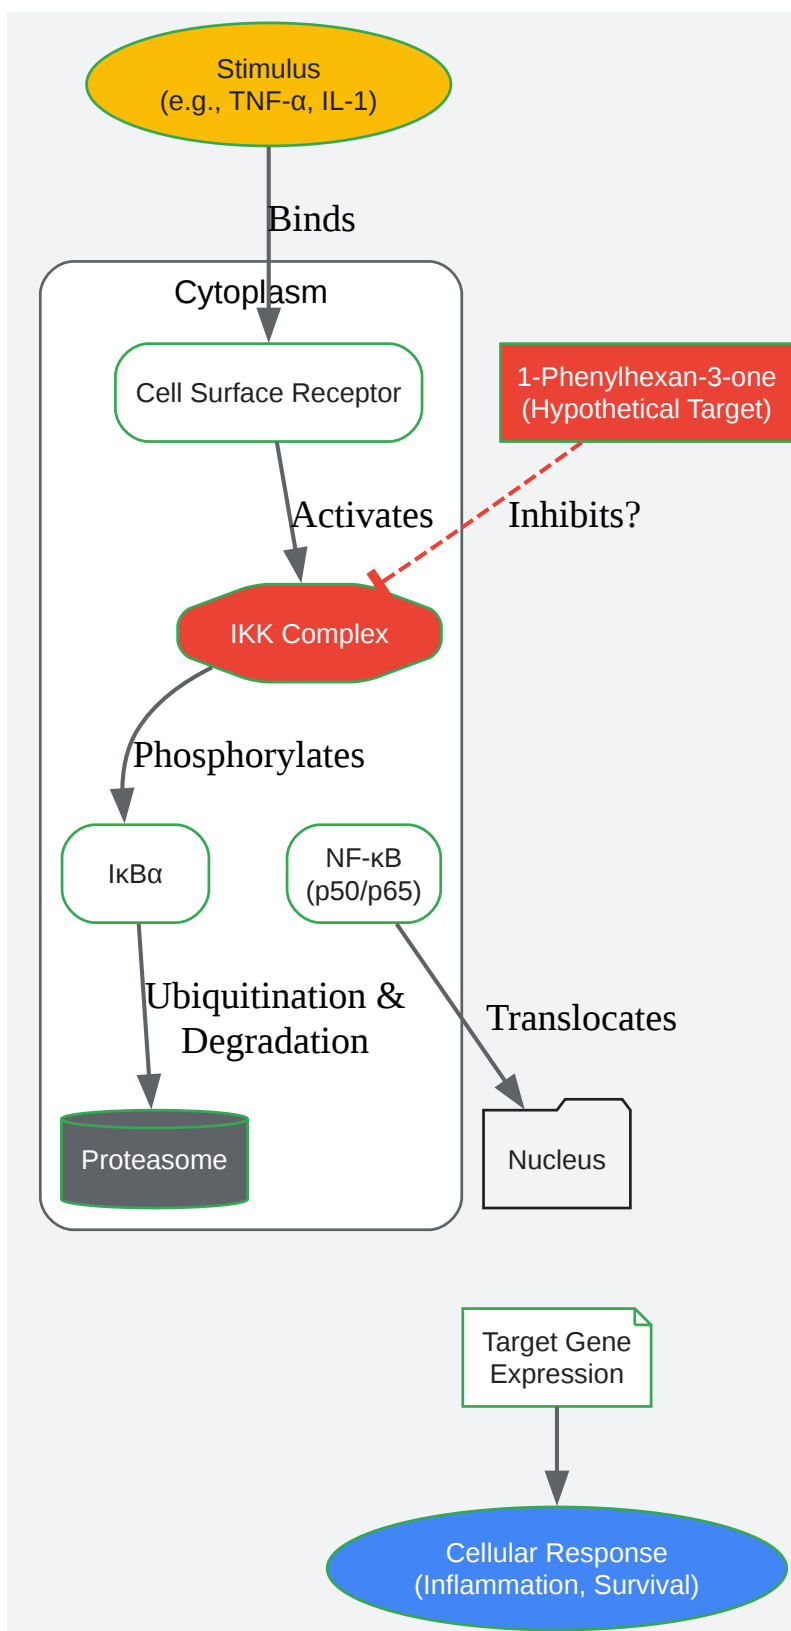 Stimulus
(e.g., TNF-α, IL-1)
Binds
Cytoplasm
Cell Surface Receptor
1-Phenylhexan-3-one
(Hypothetical Target)
Activates
Inhibits?
IKK Complex
Phosphorylates
IκBα
NF-κB
(p50/p65)
Ubiquitination &
Degradation
Translocates
Proteasome
Nucleus
Target Gene
Expression
Cellular Response
(Inflammation, Survival)